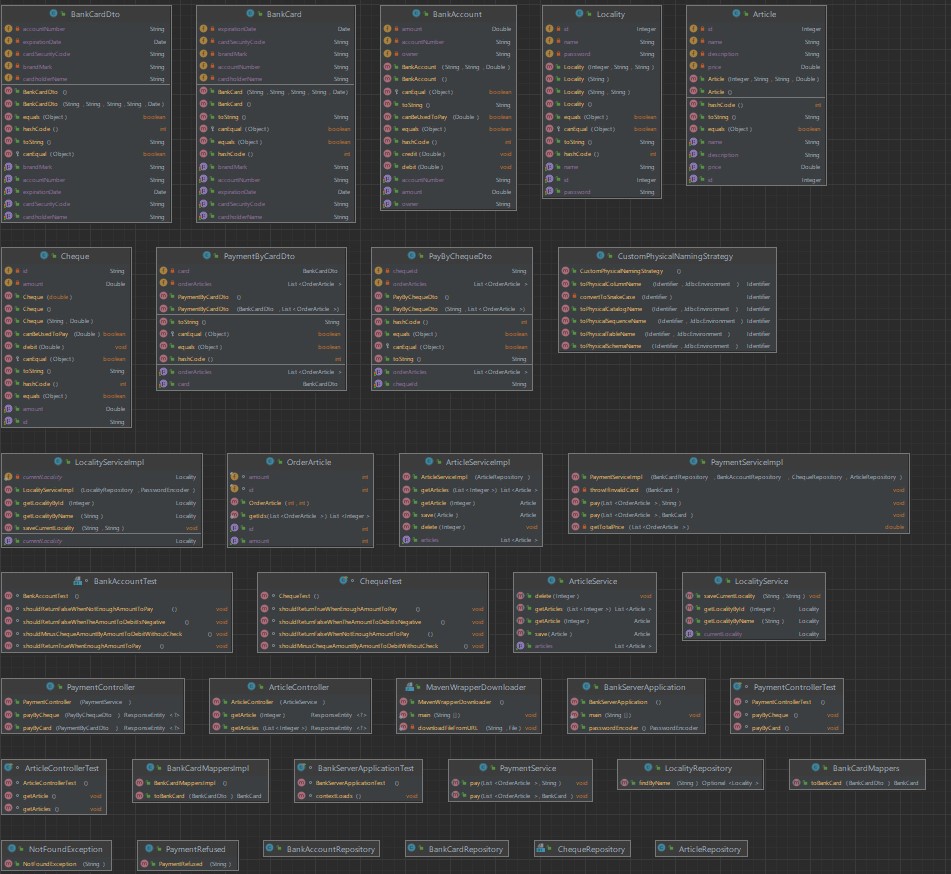 BankCardDto
accountNumber String
expirationDate Date
cardSecurityCode String
brandMark String
cardholderName String
BankCardDto ()
BankCardDto (String , String , String , String , Date )
equals (Object ) boolean
hashCode () int
toString () String
canEqual (Object ) boolean
brandMark String
accountNumber String
expirationDate Date
cardSecurityCode String
cardholderName String
BankCard
expirationDate Date
accountNumber String
cardSecurityCode String
brandMark String
cardholderName String
BankCard (String , String , String , String , Date )
BankCard ()
toString () String
canEqual (Object ) boolean
equals (Object ) boolean
hashCode () int
brandMark String
accountNumber String
expirationDate Date
cardSecurityCode String
cardholderName String
BankAccount
amount Double
accountNumber String
owner String
BankAccount (String , String , Double )
BankAccount ()
canEqual (Object ) boolean
toString () String
canBeUsedToPay (Double ) boolean
equals (Object ) boolean
hashCode () int
credit (Double ) void
debit (Double ) void
accountNumber String
amount Double
owner String
Locality
id Integer
name String
password String
Locality (Integer , String , String )
Locality (String )
Locality (String , String )
Locality ()
equals (Object ) boolean
canEqual (Object ) boolean
toString () String
hashCode () int
name String
id Integer
password String
Article
id Integer
name String
description String
price Double
Article (Integer , String , String , Double )
Article ()
hashCode () int
toString () String
equals (Object ) boolean
name String
description String
price Double
id Integer
Cheque
id String
amount Double
Cheque (double )
Cheque ()
Cheque (String , Double )
canBeUsedToPay (Double ) boolean
debit (Double ) void
canEqual (Object ) boolean
toString () String
hashCode () int
equals (Object ) boolean
amount Double
id String
PaymentByCardDto
card BankCardDto
orderArticles List <OrderArticle >
PaymentByCardDto ()
PaymentByCardDto (BankCardDto , List <OrderArticle >)
toString () String
canEqual (Object ) boolean
equals (Object ) boolean
hashCode () int
orderArticles List <OrderArticle >
card BankCardDto
PayByChequeDto
chequeId String
orderArticles List <OrderArticle >
PayByChequeDto ()
PayByChequeDto (String , List <OrderArticle >)
hashCode () int
equals (Object ) boolean
canEqual (Object ) boolean
toString () String
orderArticles List <OrderArticle >
chequeId String
CustomPhysicalNamingStrategy
CustomPhysicalNamingStrategy ()
toPhysicalColumnName (Identifier , JdbcEnvironment ) Identifier
convertToSnakeCase (Identifier ) Identifier
toPhysicalCatalogName (Identifier , JdbcEnvironment ) Identifier
toPhysicalSequenceName (Identifier , JdbcEnvironment ) Identifier
toPhysicalTableName (Identifier , JdbcEnvironment ) Identifier
toPhysicalSchemaName (Identifier , JdbcEnvironment ) Identifier
LocalityServiceImpl
currentLocality Locality
LocalityServiceImpl (LocalityRepository , PasswordEncoder )
getLocalityById (Integer ) Locality
getLocalityByName (String ) Locality
saveCurrentLocality (String , String ) void
currentLocality Locality
OrderArticle
amount int
id int
OrderArticle (int , int )
getIds (List <OrderArticle >) List <Integer >
id int
amount int
ArticleServiceImpl
ArticleServiceImpl (ArticleRepository )
getArticles (List <Integer >) List <Article >
getArticle (Integer ) Article
save (Article ) Article
delete (Integer ) void
articles List <Article >
PaymentServiceImpl
PaymentServiceImpl (BankCardRepository , BankAccountRepository , ChequeRepository , ArticleRepository )
throwIfInvalidCard (BankCard ) void
pay (List <OrderArticle >, String ) void
pay (List <OrderArticle >, BankCard ) void
getTotalPrice (List <OrderArticle >) double
BankAccountTest
BankAccountTest ()
shouldReturnFalseWhenNotEnoughAmountToPay () void
shouldReturnFalseWhenTheAmountToDebitIsNegative () void
shouldMinusChequeAmountByAmountToDebitWithoutCheck () void
shouldReturnTrueWhenEnoughAmountToPay () void
ChequeTest
ChequeTest ()
shouldReturnTrueWhenEnoughAmountToPay () void
shouldReturnFalseWhenTheAmountToDebitIsNegative () void
shouldReturnFalseWhenNotEnoughAmountToPay () void
shouldMinusChequeAmountByAmountToDebitWithoutCheck () void
ArticleService
delete (Integer ) void
getArticles (List <Integer >) List <Article >
getArticle (Integer ) Article
save (Article ) Article
articles List <Article >
LocalityService
saveCurrentLocality (String , String ) void
getLocalityById (Integer ) Locality
getLocalityByName (String ) Locality
currentLocality Locality
PaymentController
PaymentController (PaymentService )
payByCheque (PayByChequeDto ) ResponseEntity <?>
payByCard (PaymentByCardDto ) ResponseEntity <?>
ArticleController
ArticleController (ArticleService )
getArticle (Integer ) ResponseEntity <?>
getArticles (List <Integer >) ResponseEntity <?>
MavenWrapperDownloader
MavenWrapperDownloader ()
main (String []) void
downloadFileFromURL (String , File ) void
BankServerApplication
BankServerApplication ()
main (String []) void
passwordEncoder () PasswordEncoder
PaymentControllerTest
PaymentControllerTest ()
payByCheque () void
payByCard () void
ArticleControllerTest
ArticleControllerTest ()
getArticle () void
getArticles () void
BankCardMappersImpl
BankCardMappersImpl ()
toBankCard (BankCardDto ) BankCard
BankServerApplicationTest
BankServerApplicationTest ()
contextLoads () void
PaymentService
pay (List <OrderArticle >, String ) void
pay (List <OrderArticle >, BankCard ) void
LocalityRepository
findByName (String ) Optional <Locality >
BankCardMappers
toBankCard (BankCardDto ) BankCard
NotFoundException
NotFoundException (String )
PaymentRefused
PaymentRefused (String )
BankAccountRepository
BankCardRepository
ChequeRepository
ArticleRepository